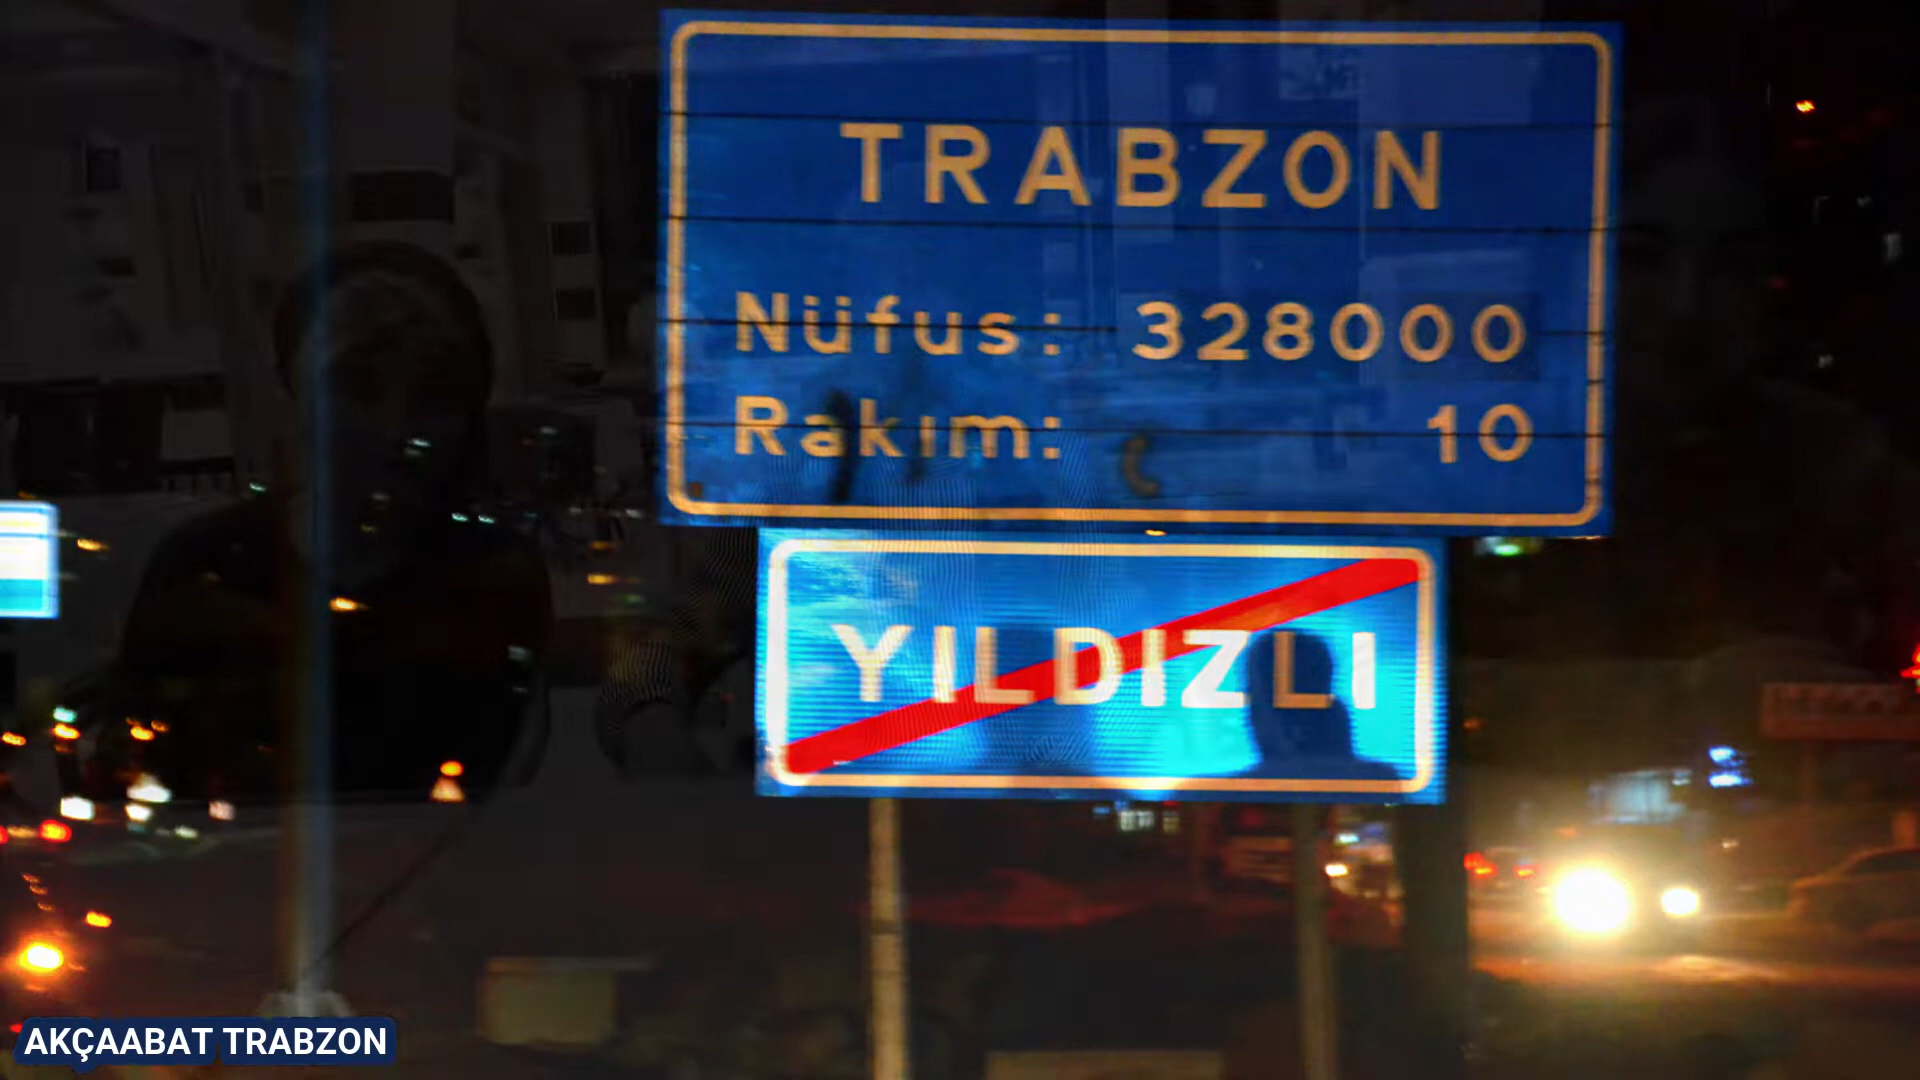 TRABZON
Nüfus: 328000
Rakım: 10
YILDIZLI
AKÇAABAT TRABZON